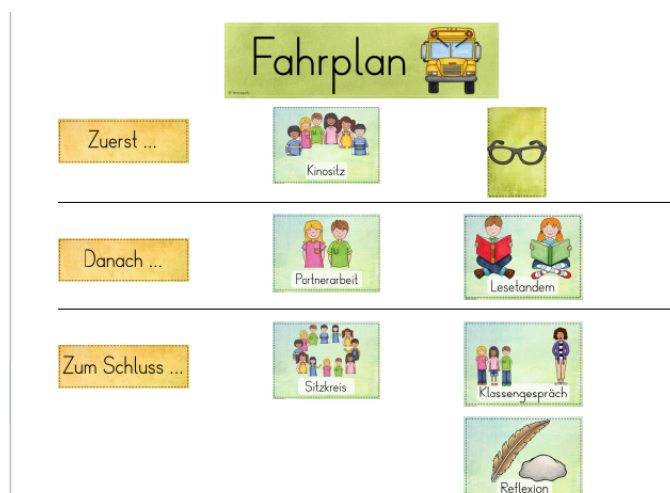 Fahrplan
Zuerst ...
Kinositz
Danach ...
Partnerarbeit
Lesetandem
Zum Schluss ...
Sitzkreis
Klassengespräch
Reflexion